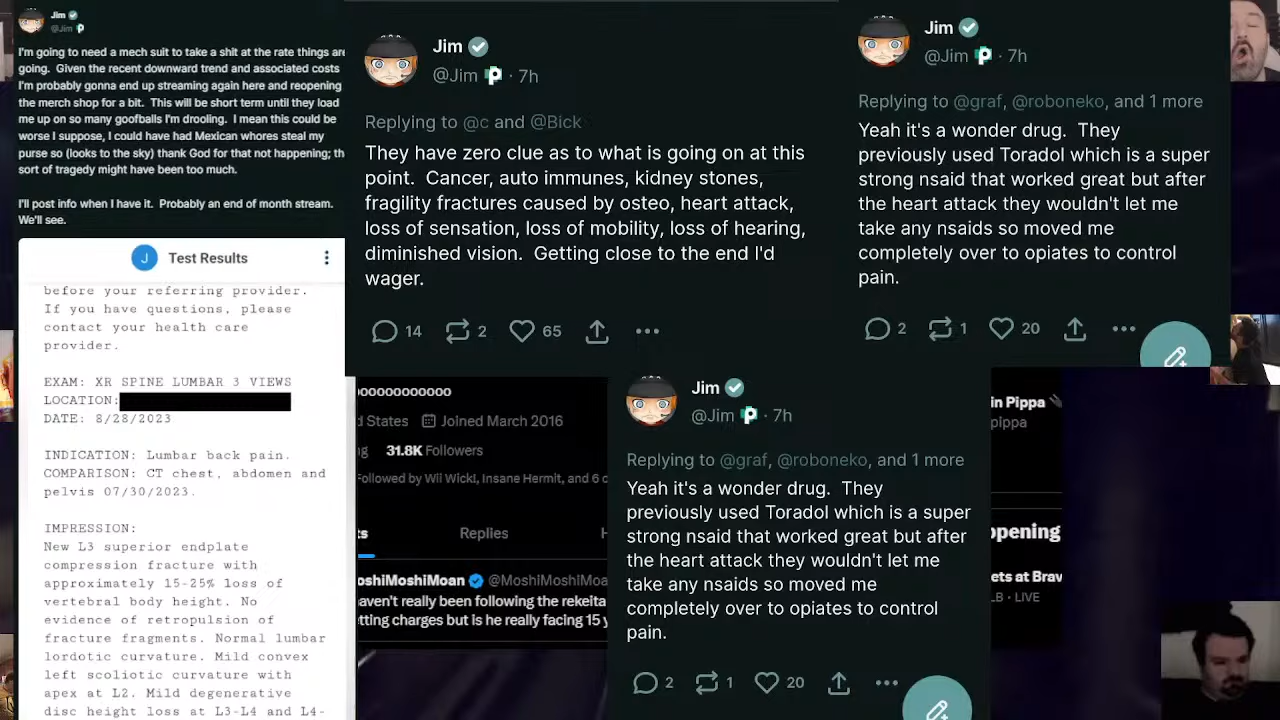 Jim
@Jim
I'm going to need a mech suit to take a shit at the rate things are
going. Given the recent downward trend and associated costs
I'm probably gonna end up streaming again here and reopening
the merch shop for a bit. This will be short term until they load
me up on so many goofballs I'm drooling. I mean this could be
worse I suppose, I could have had Mexican whores steal my
purse so (looks to the sky) thank God for that not happening; th
sort of tragedy might have been too much.
I'll post info when I have it. Probably an end of month stream.
We'll see.
J Test Results
before your referring provider.
If you have questions, please
contact your health care
provider.
EXAM: XR SPINE LUMBAR 3 VIEWS
LOCATION:
DATE: 8/28/2023
INDICATION: Lumbar back pain.
COMPARISON: CT chest, abdomen and
pelvis 07/30/2023.
IMPRESSION:
New L3 superior endplate
compression fracture with
approximately 15-25% loss of
vertebral body height. No
evidence of retropulsion of
fracture fragments. Normal lumbar
lordotic curvature. Mild convex
left scoliotic curvature with
apex at L2. Mild degenerative
disc height loss at L3-L4 and L4-
Jim
@Jim · 7h
Replying to @c and @Bick
They have zero clue as to what is going on at this
point. Cancer, auto immunes, kidney stones,
fragility fractures caused by osteo, heart attack,
loss of sensation, loss of mobility, loss of hearing,
diminished vision. Getting close to the end I'd
wager.
14 2 65
Jim
@Jim · 7h
Replying to @graf, @roboneko, and 1 more
Yeah it's a wonder drug. They
previously used Toradol which is a super
strong nsaid that worked great but after
the heart attack they wouldn't let me
take any nsaids so moved me
completely over to opiates to control
pain.
2 1 20
ooooooooooo
d States Joined March 2016
ng 31.8K Followers
Followed by Wii Wickl, Insane Hermit, and 6 o
ts Replies H
oshiMoshiMoan @MoshiMoshiMoa
aven't really been following the rekeita
tting charges but is he really facing 15 y
Jim
@Jim · 7h
Replying to @graf, @roboneko, and 1 more
Yeah it's a wonder drug. They
previously used Toradol which is a super
strong nsaid that worked great but after
the heart attack they wouldn't let me
take any nsaids so moved me
completely over to opiates to control
pain.
2 1 20
in Pippa
pippa
ppening
ets at Brav
LB · LIVE